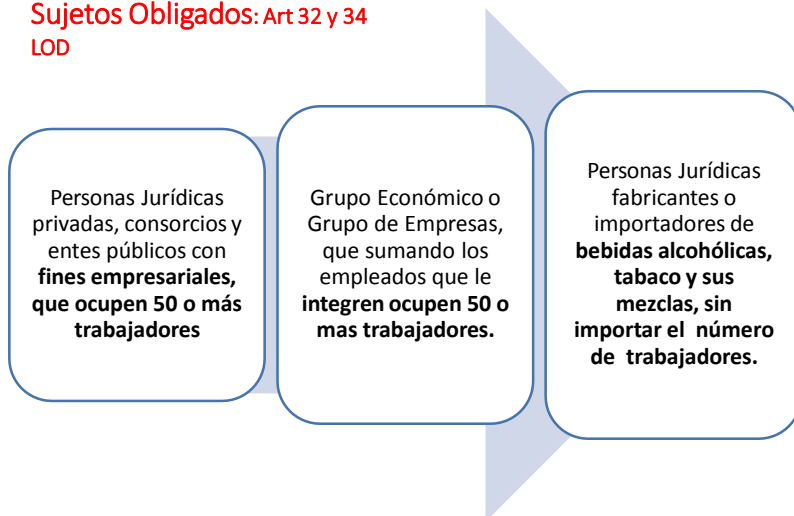 Sujetos Obligados: Art 32 y 34
LOD
Personas Jurídicas
privadas, consorcios y
entes públicos con
fines empresariales,
que ocupen 50 o más
trabajadores
Grupo Económico o
Grupo de Empresas,
que sumando los
empleados que le
integren ocupen 50 o
mas trabajadores.
Personas Jurídicas
fabricantes o
importadores de
bebidas alcohólicas,
tabaco y sus
mezclas, sin
importar el número
de trabajadores.